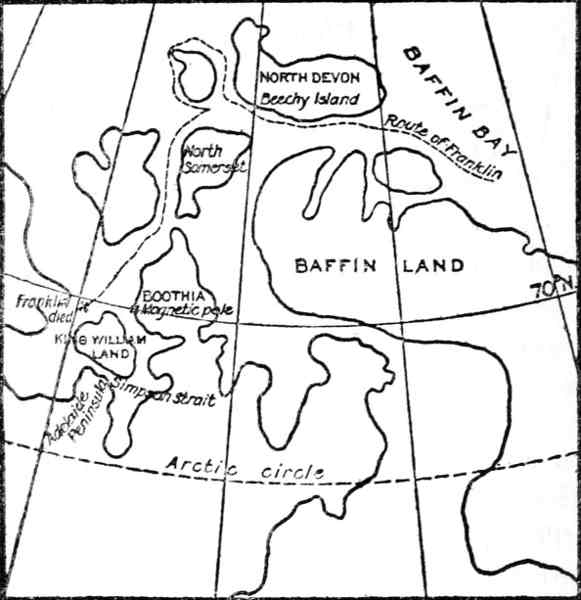 BAFFIN BAY
NORTH DEVON
Beechy Island
Route of Franklin
North
Somerset
BAFFIN LAND
70°N.
BOOTHIA
Magnetic pole
Franklin
died
KING WILLIAM
LAND
Simpson Strait
Adelaide
Peninsula
Arctic circle